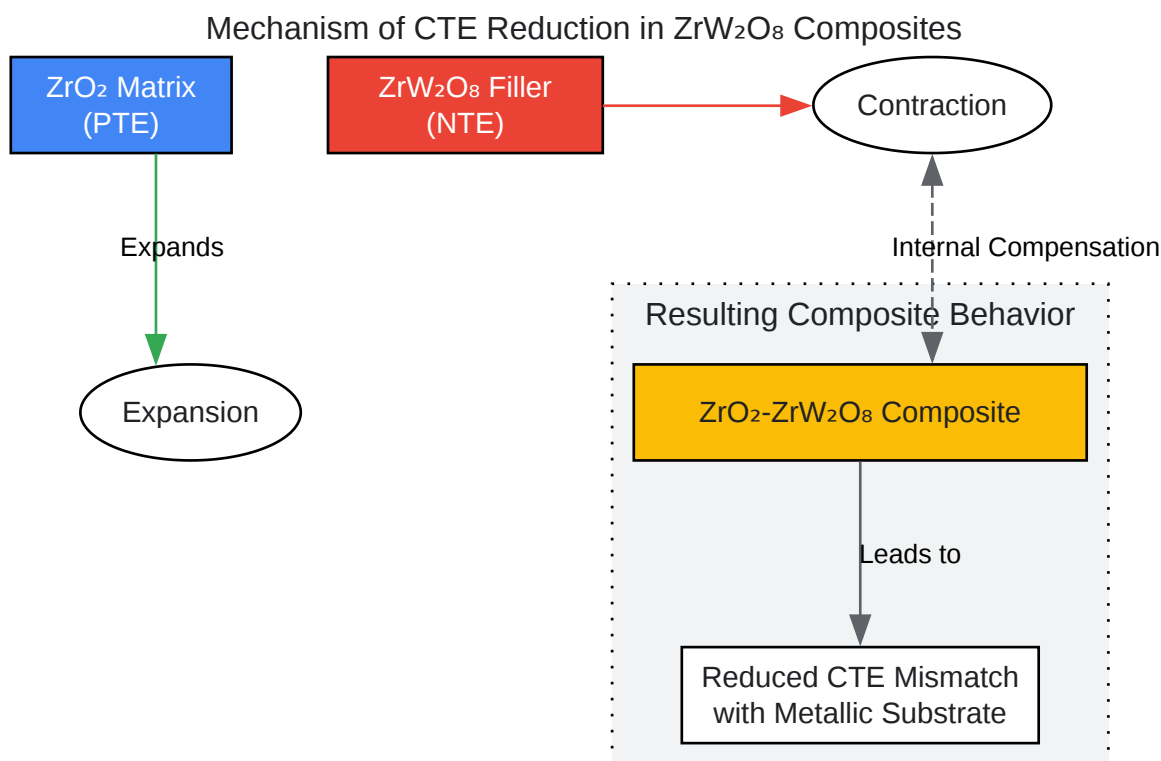 Mechanism of CTE Reduction in ZrW₂O₈ Composites
ZrO₂ Matrix
(PTE)
ZrW₂O₈ Filler
(NTE)
Contraction
Expands
Internal Compensation
Resulting Composite Behavior
Expansion
ZrO₂-ZrW₂O₈ Composite
Leads to
Reduced CTE Mismatch
with Metallic Substrate